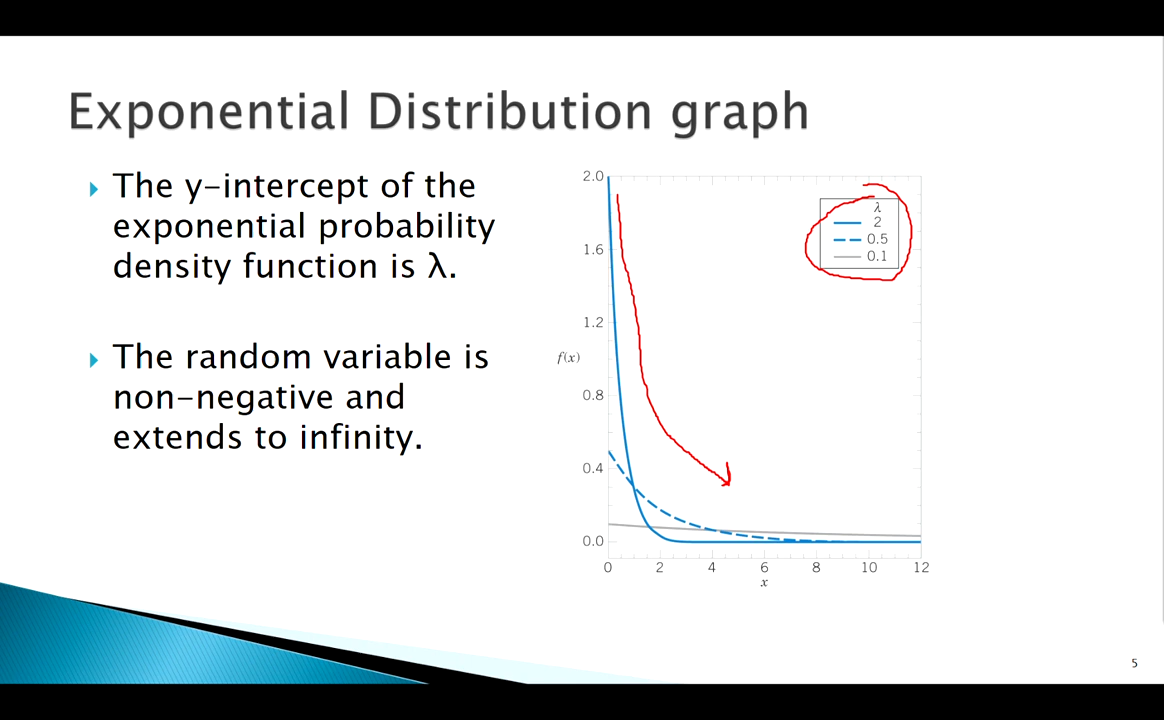 Exponential Distribution graph
The y-intercept of the
exponential probability
density function is λ.
The random variable is
non-negative and
extends to infinity.
2.0
1.6
1.2
f(x)
0.8
0.4
0.0
0 2 4 6 8 10 12
x
λ
2
0.5
0.1
5